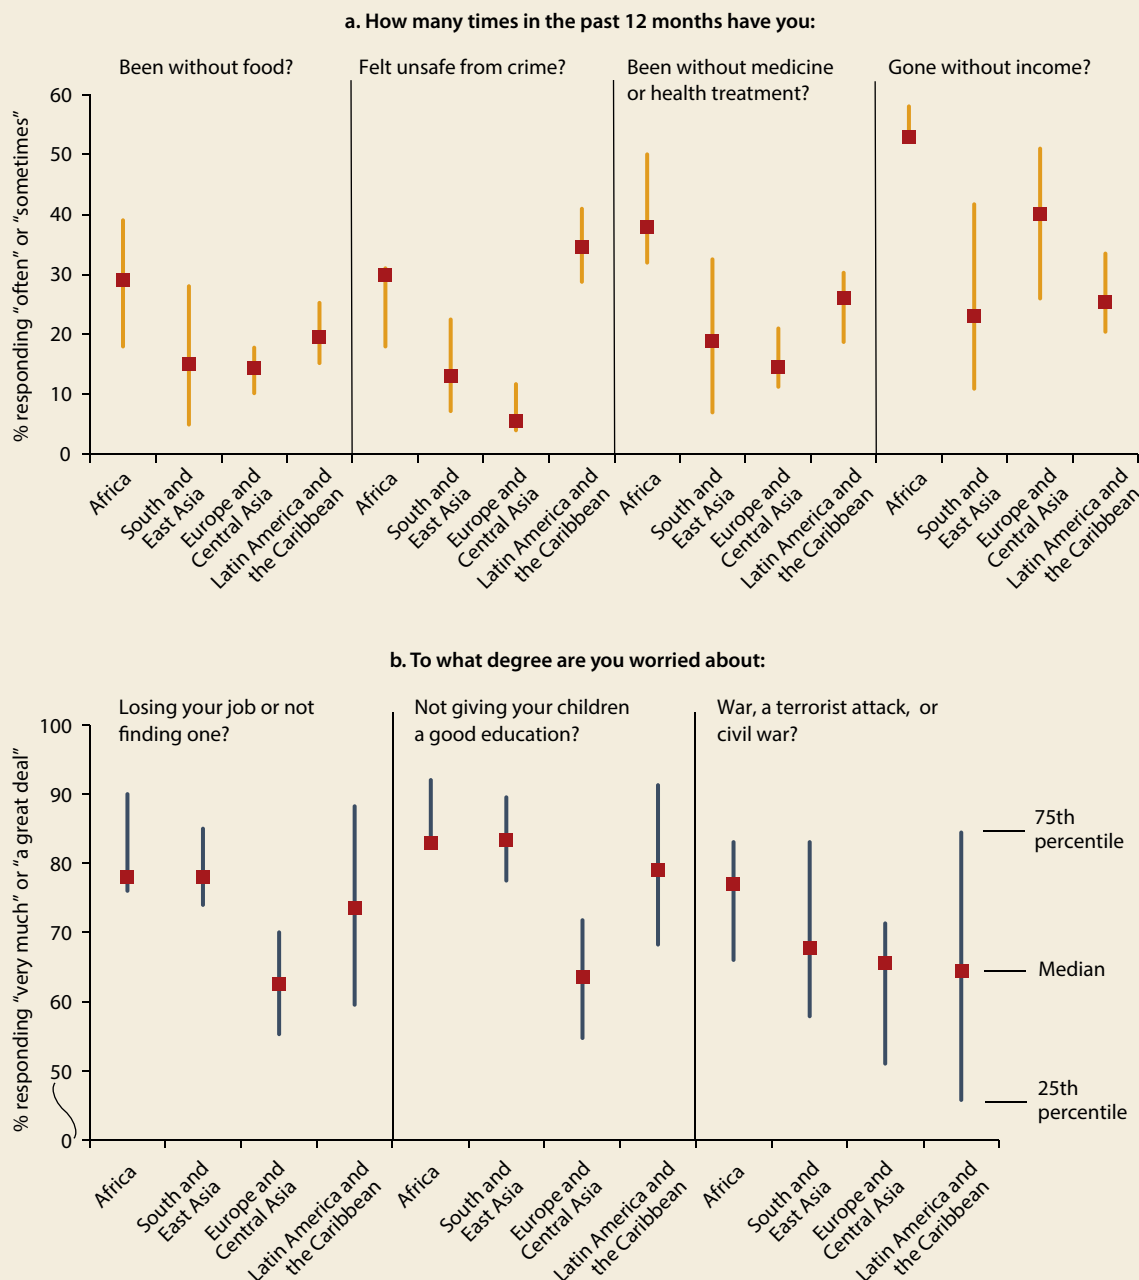 a. How many times in the past 12 months have you:
Been without food?
Felt unsafe from crime?
Been without medicine
or health treatment?
Gone without income?
% responding “often” or “sometimes”
60
50
40
30
20
10
0
Africa
South and
East Asia
Europe and
Central Asia
Latin America and
the Caribbean
Africa
South and
East Asia
Europe and
Central Asia
Latin America and
the Caribbean
Africa
South and
East Asia
Europe and
Central Asia
Latin America and
the Caribbean
Africa
South and
East Asia
Europe and
Central Asia
Latin America and
the Caribbean
b. To what degree are you worried about:
Losing your job or not
finding one?
Not giving your children
a good education?
War, a terrorist attack, or
civil war?
% responding “very much” or “a great deal”
100
90
80
70
60
50
0
75th
percentile
Median
25th
percentile
Africa
South and
East Asia
Europe and
Central Asia
Latin America and
the Caribbean
Africa
South and
East Asia
Europe and
Central Asia
Latin America and
the Caribbean
Africa
South and
East Asia
Europe and
Central Asia
Latin America and
the Caribbean